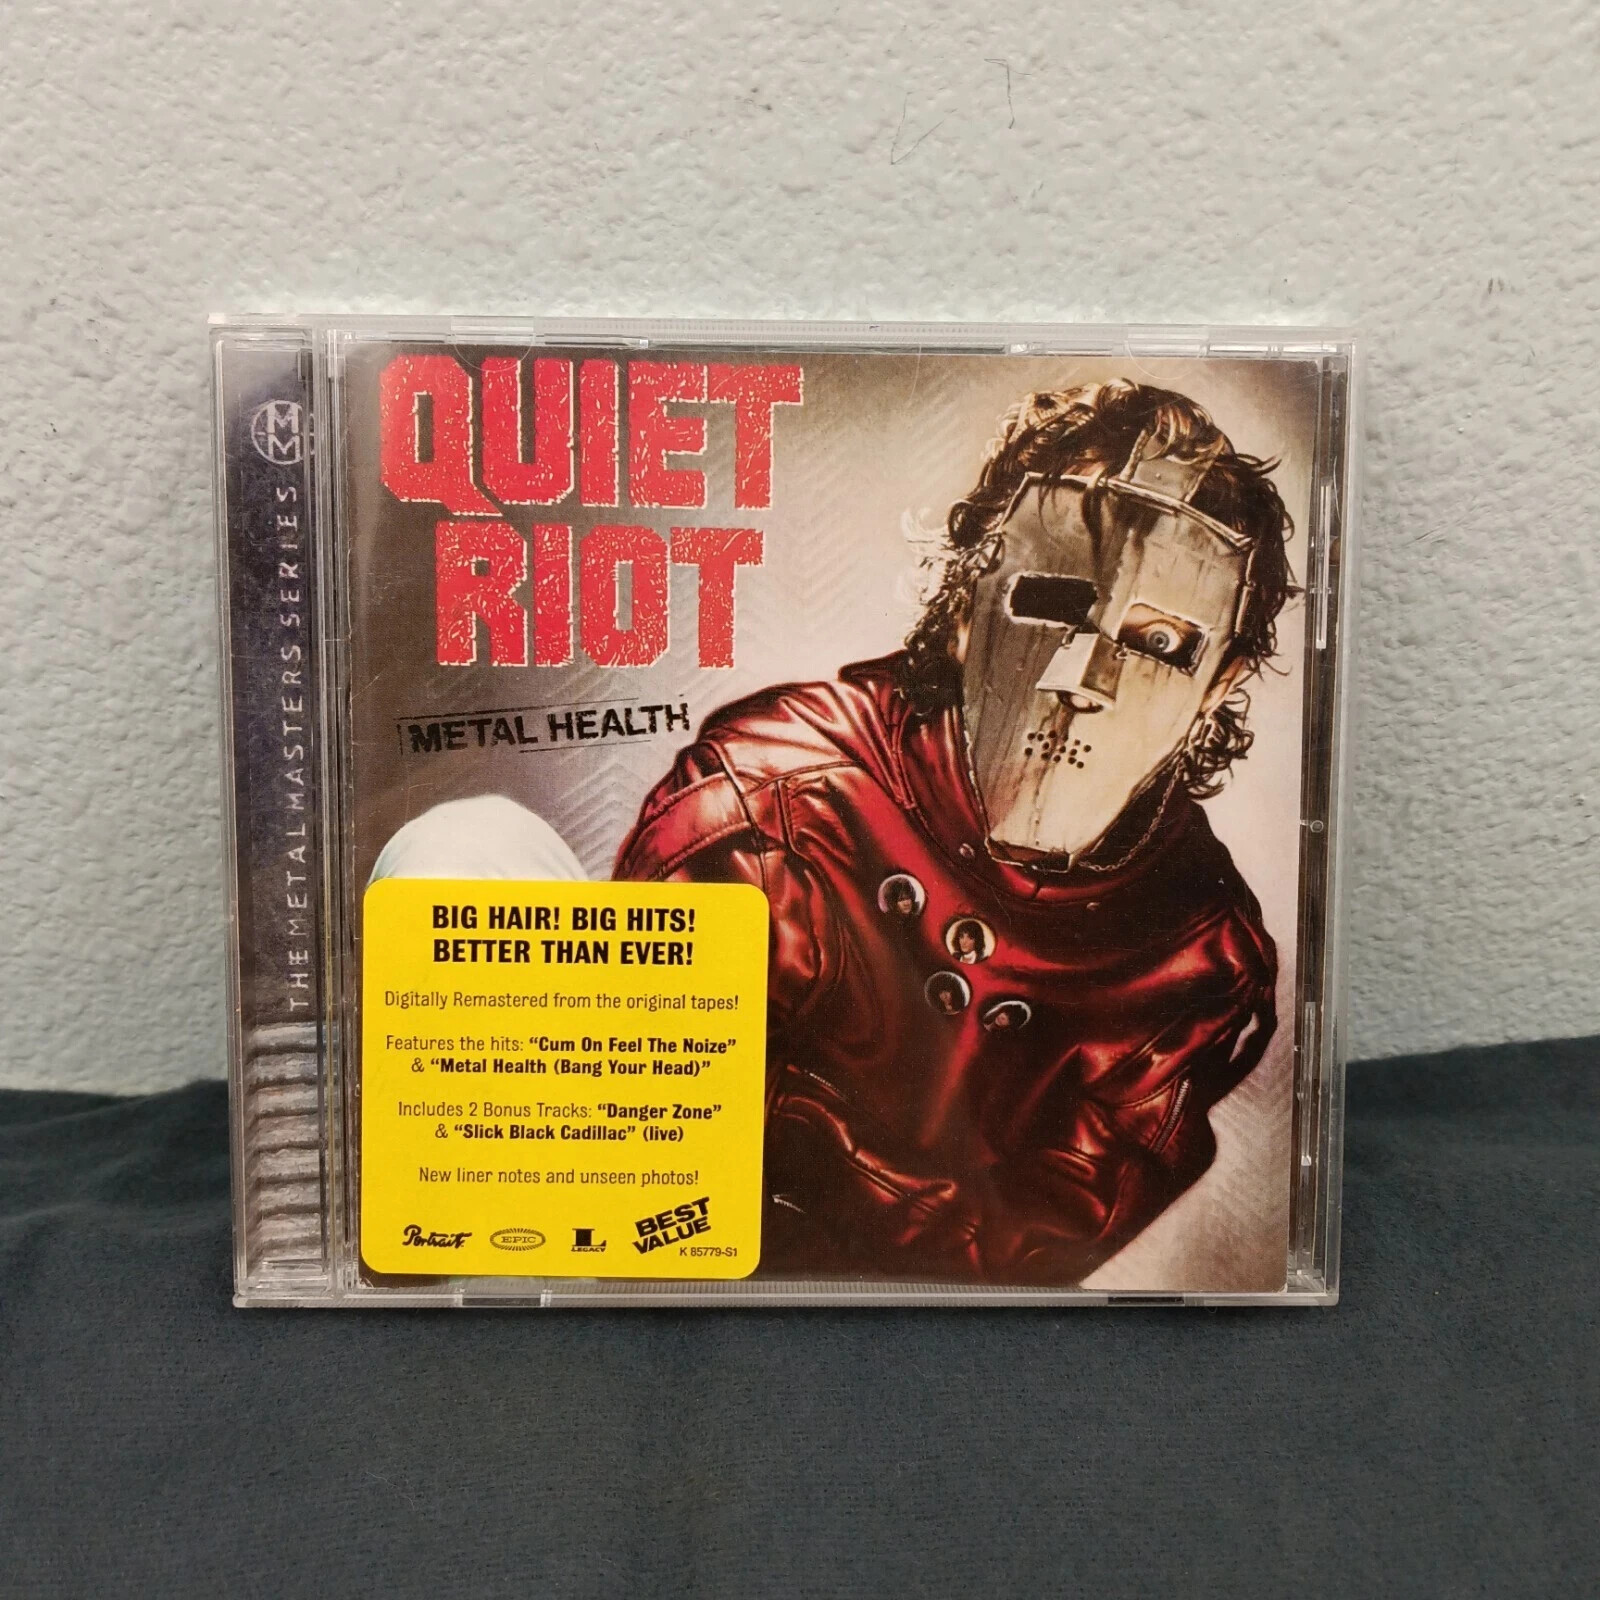 QUIET
RIOT
METAL HEALTH
THE METAL MASTERS SERIES
BIG HAIR! BIG HITS!
BETTER THAN EVER!
Digitally Remastered from the original tapes!
Features the hits: “Cum On Feel The Noize”
& “Metal Health (Bang Your Head)”
Includes 2 Bonus Tracks: “Danger Zone”
& “Slick Black Cadillac” (live)
New liner notes and unseen photos!
Portrait
EPIC
L
LEGACY
BEST
VALUE
K 85779-S1